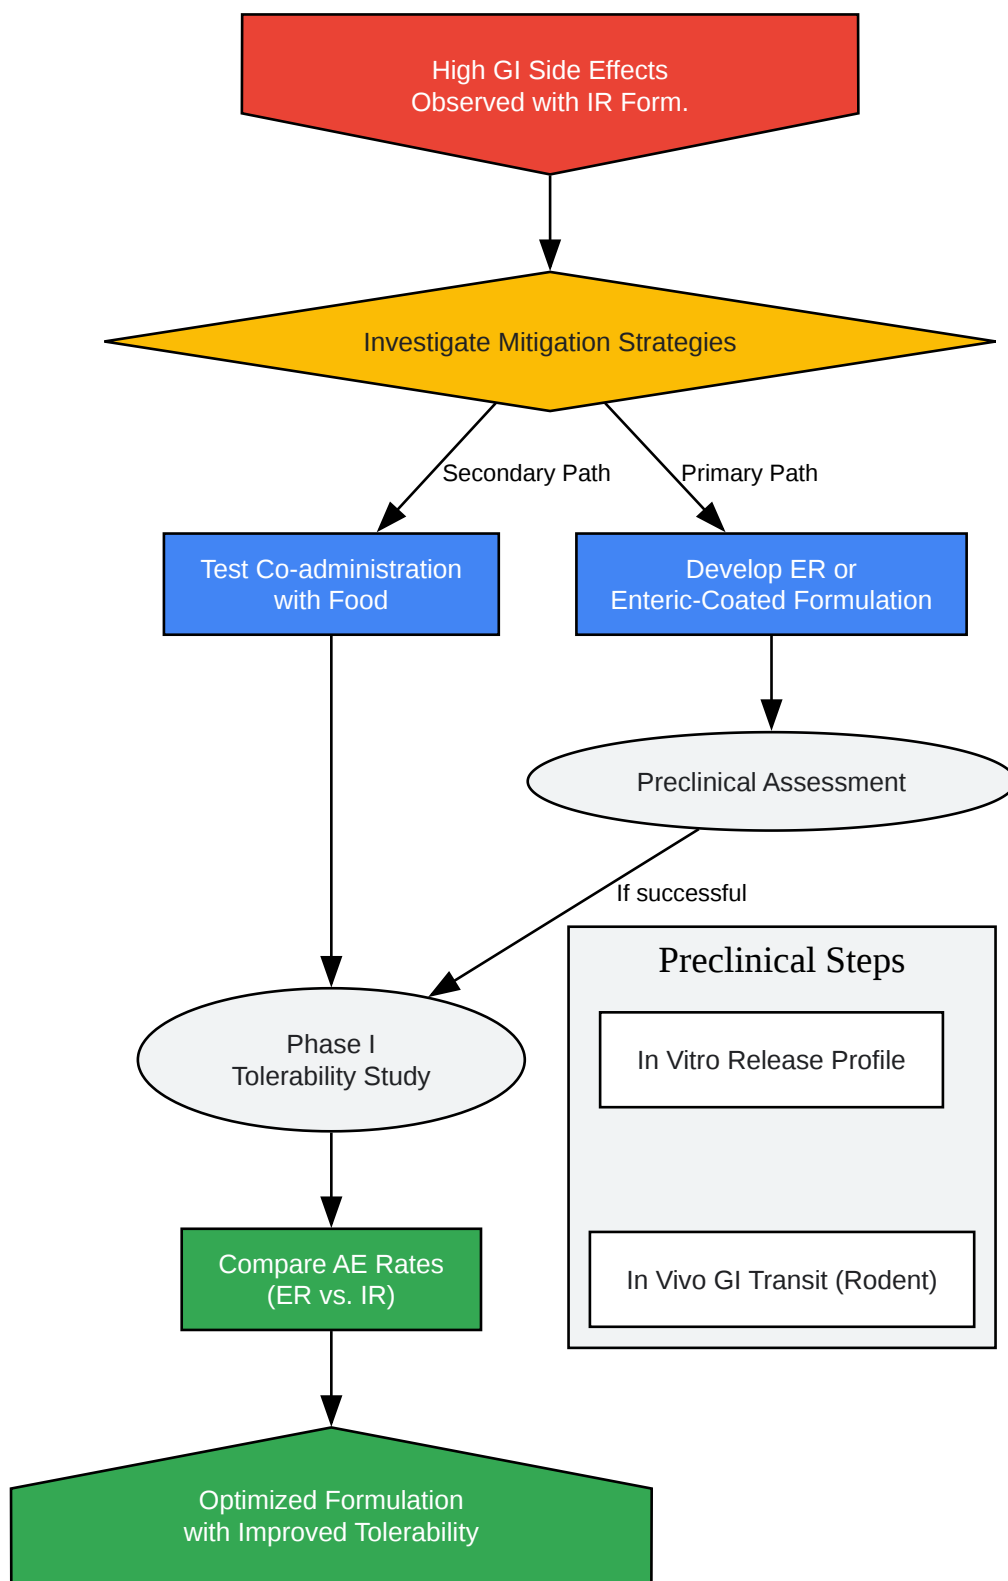 High GI Side Effects
Observed with IR Form.
Investigate Mitigation Strategies
Secondary Path
Primary Path
Test Co-administration
with Food
Develop ER or
Enteric-Coated Formulation
Preclinical Assessment
If successful
Preclinical Steps
In Vitro Release Profile
In Vivo GI Transit (Rodent)
Phase I
Tolerability Study
Compare AE Rates
(ER vs. IR)
Optimized Formulation
with Improved Tolerability